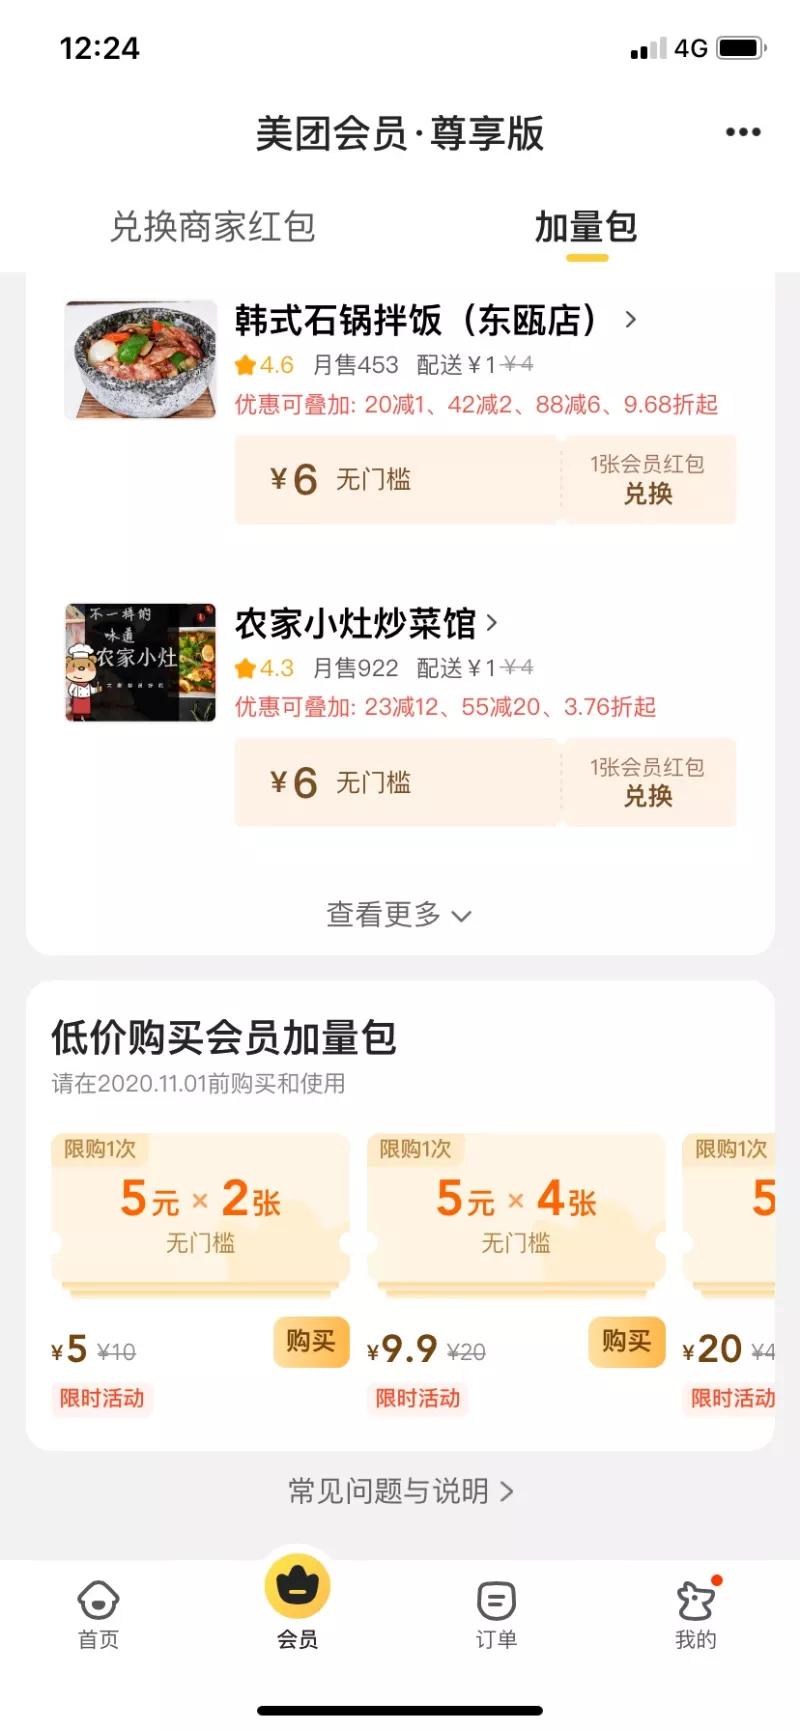 12:24
4G
美团会员·尊享版
兑换商家红包
加量包
韩式石锅拌饭（东瓯店）
4.6 月售453 配送¥1 ¥4
优惠可叠加: 20减1、42减2、88减6、9.68折起
¥6 无门槛
1张会员红包
兑换
不一样的
味道
农家小灶
农家小灶炒菜馆
4.3 月售922 配送¥1 ¥4
优惠可叠加: 23减12、55减20、3.76折起
¥6 无门槛
1张会员红包
兑换
查看更多
低价购买会员加量包
请在2020.11.01前购买和使用
限购1次
5元×2张
无门槛
¥5 ¥10
购买
限时活动
限购1次
5元×4张
无门槛
¥9.9 ¥20
购买
限时活动
限购1次
5
¥20 ¥4
限时活动
常见问题与说明
首页
会员
订单
我的